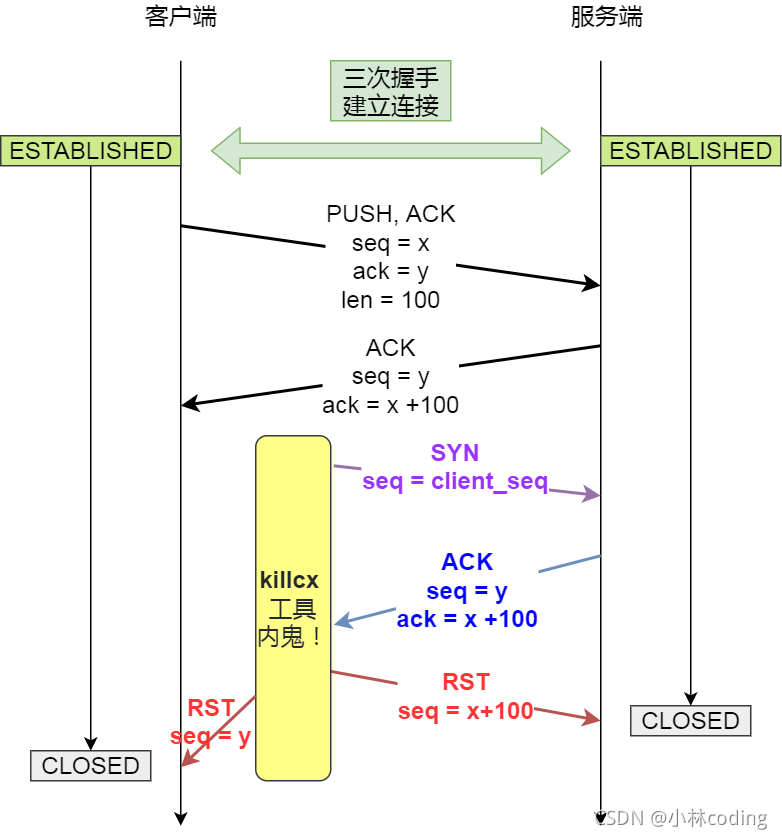 客户端
服务端
三次握手
建立连接
ESTABLISHED
ESTABLISHED
PUSH, ACK
seq = x
ack = y
len = 100
ACK
seq = y
ack = x +100
SYN
seq = client_seq
killcx
工具
内鬼！
ACK
seq = y
ack = x +100
RST
seq = x+100
RST
seq = y
CLOSED
CLOSED
CSDN @小林coding